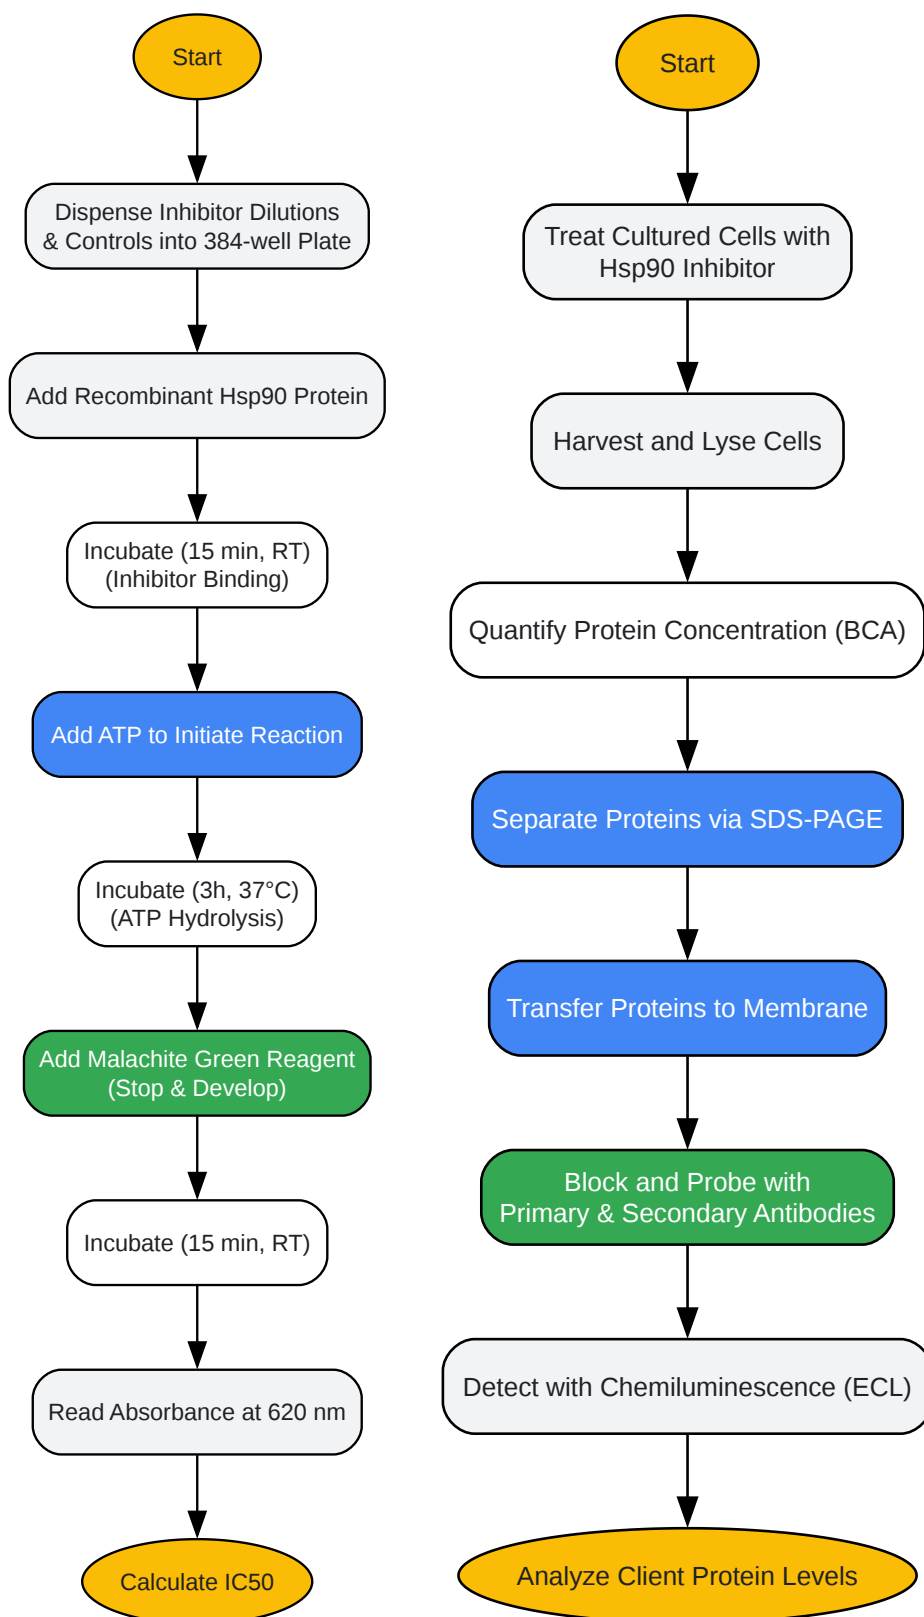 Start
Dispense Inhibitor Dilutions
& Controls into 384-well Plate
Add Recombinant Hsp90 Protein
Incubate (15 min, RT)
(Inhibitor Binding)
Add ATP to Initiate Reaction
Incubate (3h, 37°C)
(ATP Hydrolysis)
Add Malachite Green Reagent
(Stop & Develop)
Incubate (15 min, RT)
Read Absorbance at 620 nm
Calculate IC50
Start
Treat Cultured Cells with
Hsp90 Inhibitor
Harvest and Lyse Cells
Quantify Protein Concentration (BCA)
Separate Proteins via SDS-PAGE
Transfer Proteins to Membrane
Block and Probe with
Primary & Secondary Antibodies
Detect with Chemiluminescence (ECL)
Analyze Client Protein Levels